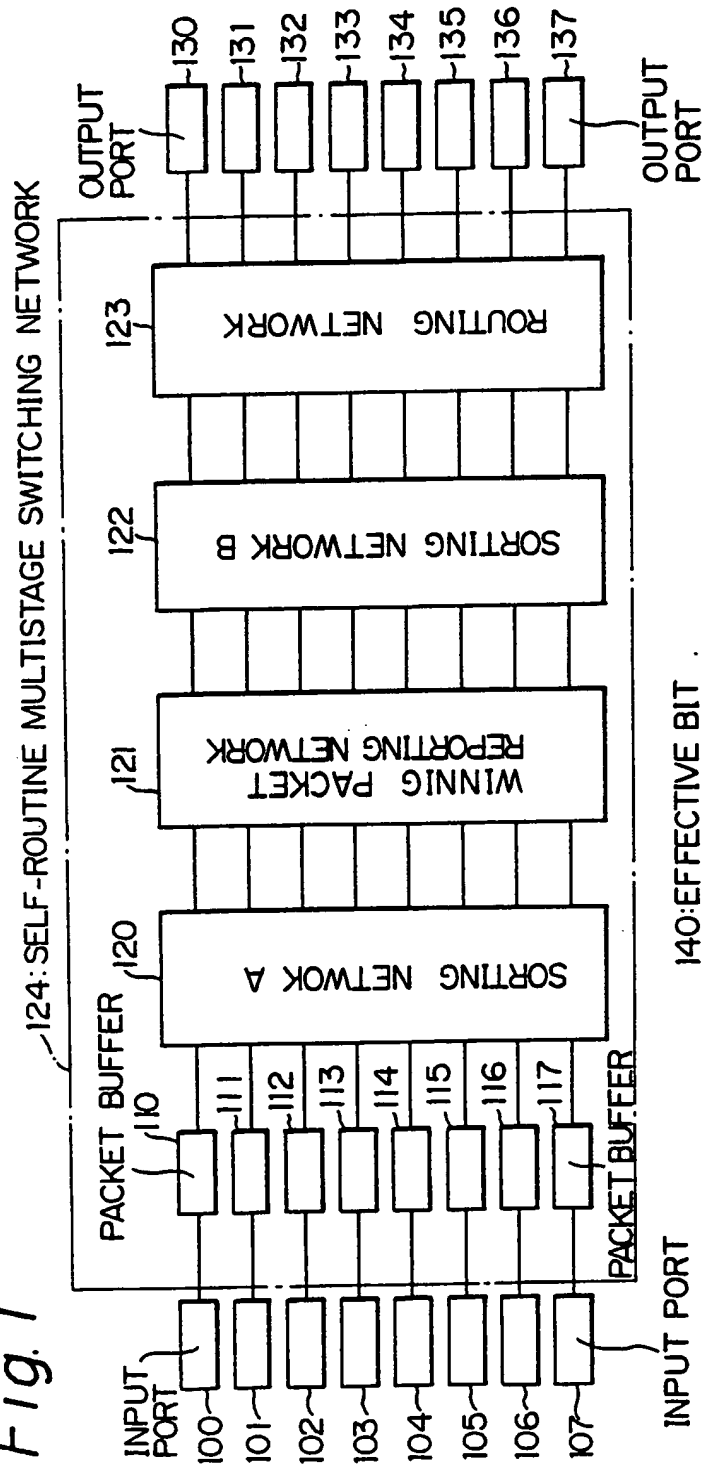 Fig. 1
124: SELF-ROUTINE MULTISTAGE SWITCHING NETWORK
INPUT
PORT
100
101
102
103
104
105
106
107
INPUT PORT
PACKET BUFFER
110
111
112
113
114
115
116
117
PACKET BUFFER
120
SORTING NETWOK A
121
WINNIG PACKET
REPORTING NETWORK
122
SORTING NETWORK B
123
ROUTING NETWORK
OUTPUT
PORT
130
131
132
133
134
135
136
137
OUTPUT
PORT
140: EFFECTIVE BIT